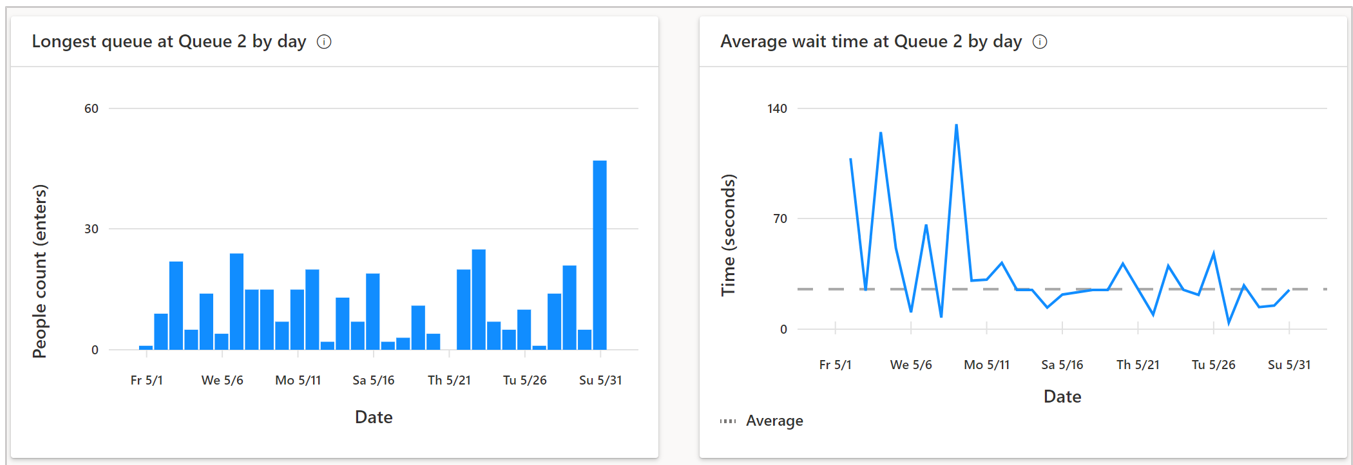 Longest queue at Queue 2 by day
60
30
0
People count (enters)
Fr 5/1 We 5/6 Mo 5/11 Sa 5/16 Th 5/21 Tu 5/26 Su 5/31
Date
Average wait time at Queue 2 by day
140
70
0
Time (seconds)
Fr 5/1 We 5/6 Mo 5/11 Sa 5/16 Th 5/21 Tu 5/26 Su 5/31
Date
Average